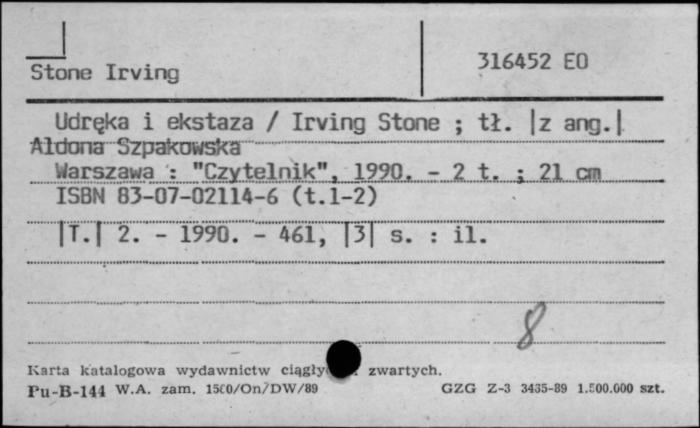 Stone Irving
316452 EO
Udręka i ekstaza / Irving Stone ; tł. |z ang.|
Aldona Szpakowska
Warszawa : "Czytelnik", 1990. - 2 t. ; 21 cm
ISBN 83-07-02114-6 (t.1-2)
|T.| 2. - 1990. - 461, |3| s. : il.
8
Karta katalogowa wydawnictw zwartych.
Pu-B-144 W.A. zam. 1500/On/DW/89 GZG Z-3 3435-89 1.500.000 szt.